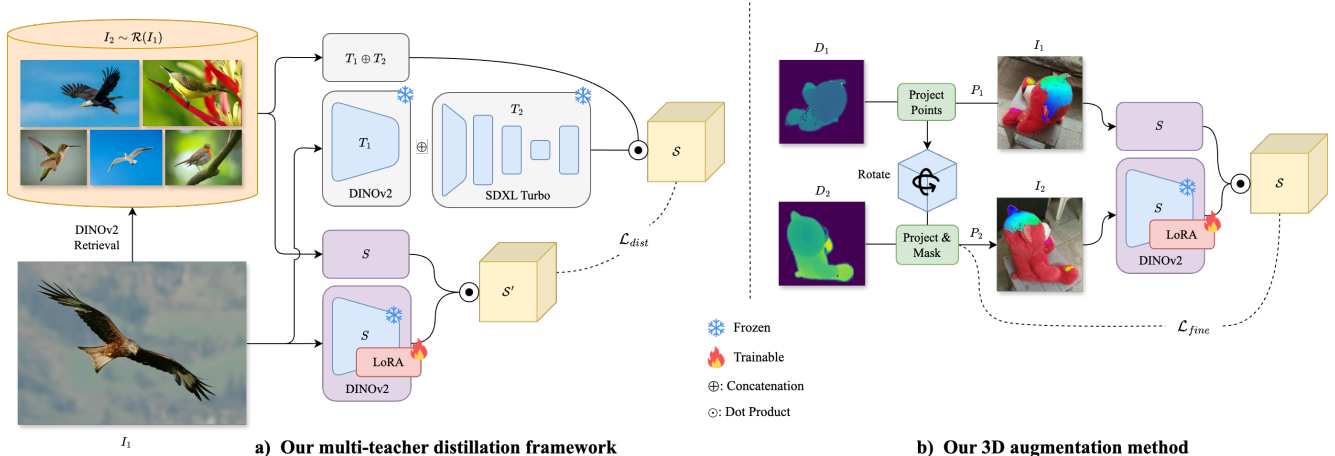 I₂ ∼ R(I₁)
T₁ ⊕ T₂
T₁
DINOv2
⊕
T₂
SDXL Turbo
S
DINOv2
Retrieval
S
S
LoRA
DINOv2
S′
L_dist
I₁
a) Our multi-teacher distillation framework
Frozen
Trainable
⊕: Concatenation
⊙: Dot Product
D₁
Project
Points
P₁
I₁
Rotate
D₂
Project &
Mask
P₂
I₂
S
S
LoRA
DINOv2
S
L_fine
b) Our 3D augmentation method